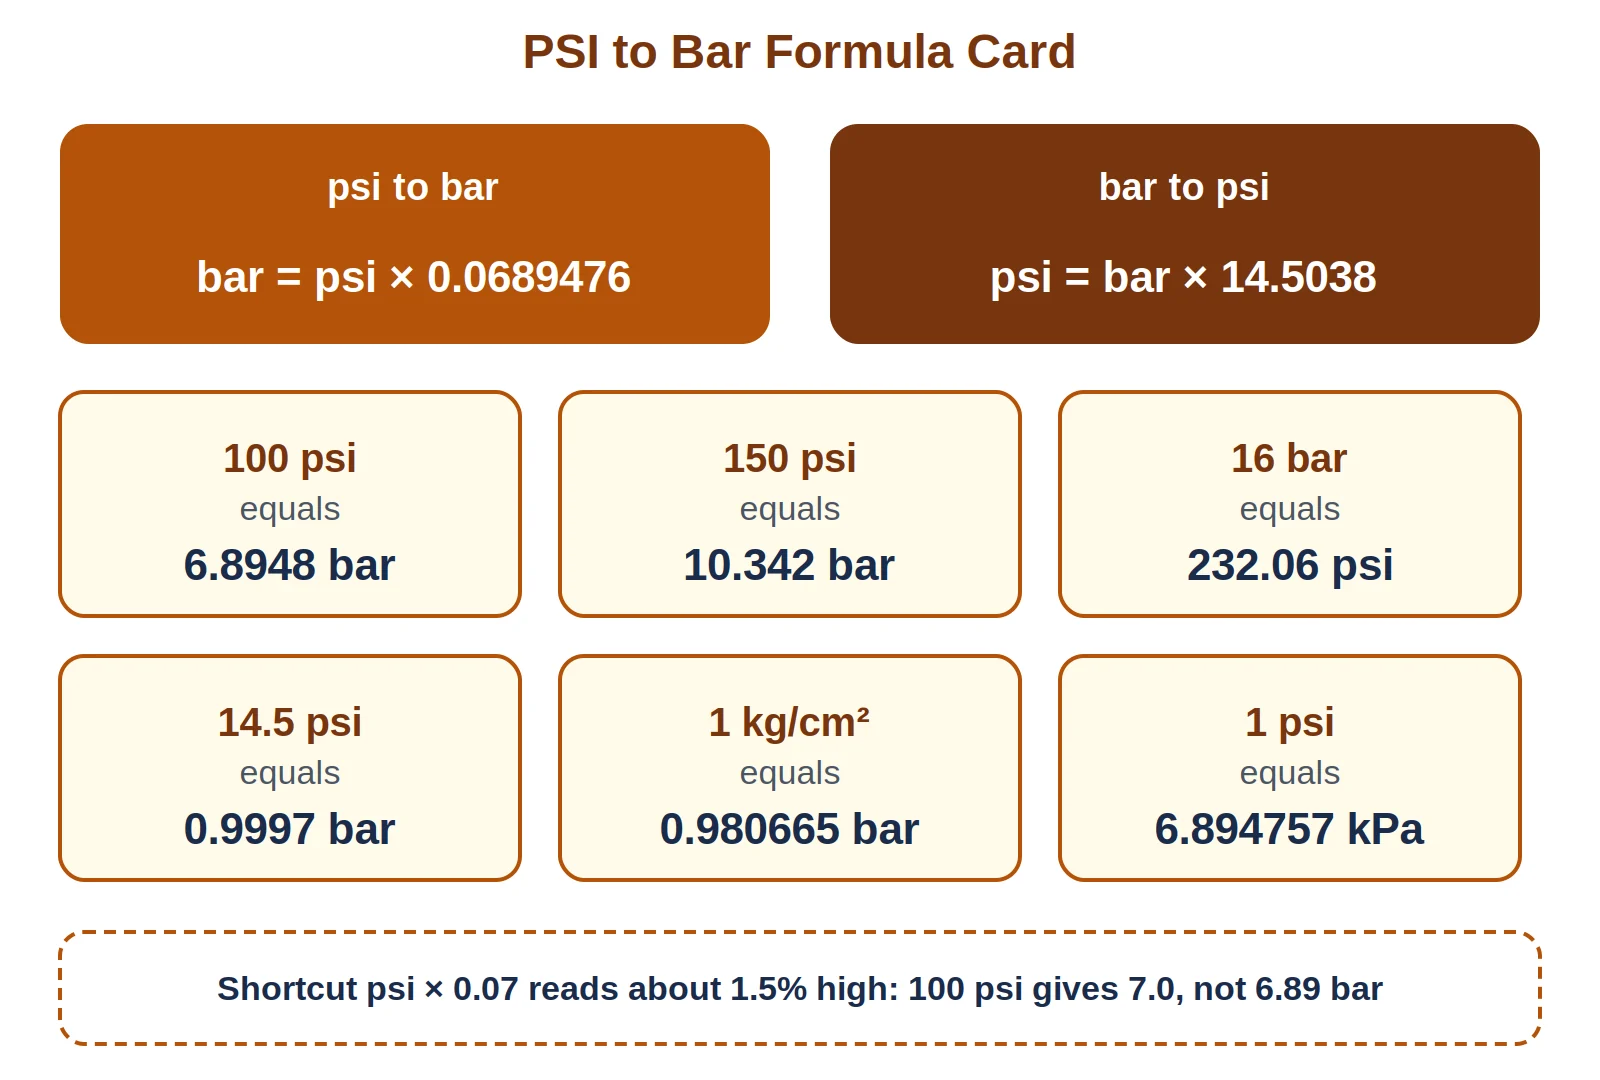 PSI to Bar Formula Card
psi to bar
bar = psi × 0.0689476
bar to psi
psi = bar × 14.5038
100 psi
equals
6.8948 bar
150 psi
equals
10.342 bar
16 bar
equals
232.06 psi
14.5 psi
equals
0.9997 bar
1 kg/cm²
equals
0.980665 bar
1 psi
equals
6.894757 kPa
Shortcut psi × 0.07 reads about 1.5% high: 100 psi gives 7.0, not 6.89 bar